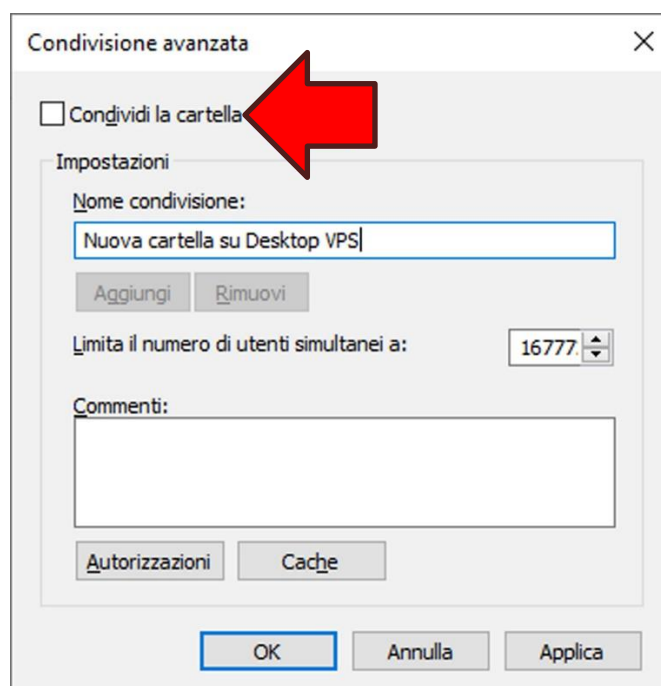 Condivisione avanzata
Condividi la cartella
Impostazioni
Nome condivisione:
Nuova cartella su Desktop VPS
Aggiungi Rimuovi
Limita il numero di utenti simultanei a: 16777
Commenti:
Autorizzazioni Cache
OK Annulla Applica